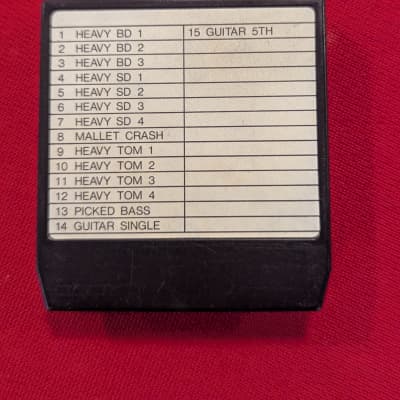 1 HEAVY BD 1
2 HEAVY BD 2
3 HEAVY BD 3
4 HEAVY SD 1
5 HEAVY SD 2
6 HEAVY SD 3
7 HEAVY SD 4
8 MALLET CRASH
9 HEAVY TOM 1
10 HEAVY TOM 2
11 HEAVY TOM 3
12 HEAVY TOM 4
13 PICKED BASS
14 GUITAR SINGLE
15 GUITAR 5TH